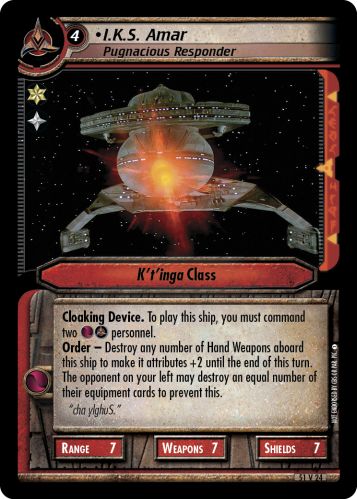 4
•I.K.S. Amar
Pugnacious Responder
K't'inga Class
Cloaking Device. To play this ship, you must command
two personnel.
Order – Destroy any number of Hand Weapons aboard
this ship to make it attributes +2 until the end of this turn.
The opponent on your left may destroy an equal number of
their equipment cards to prevent this.
"cha yIghuS."
RANGE 7 WEAPONS 7 SHIELDS 7
51 V 24